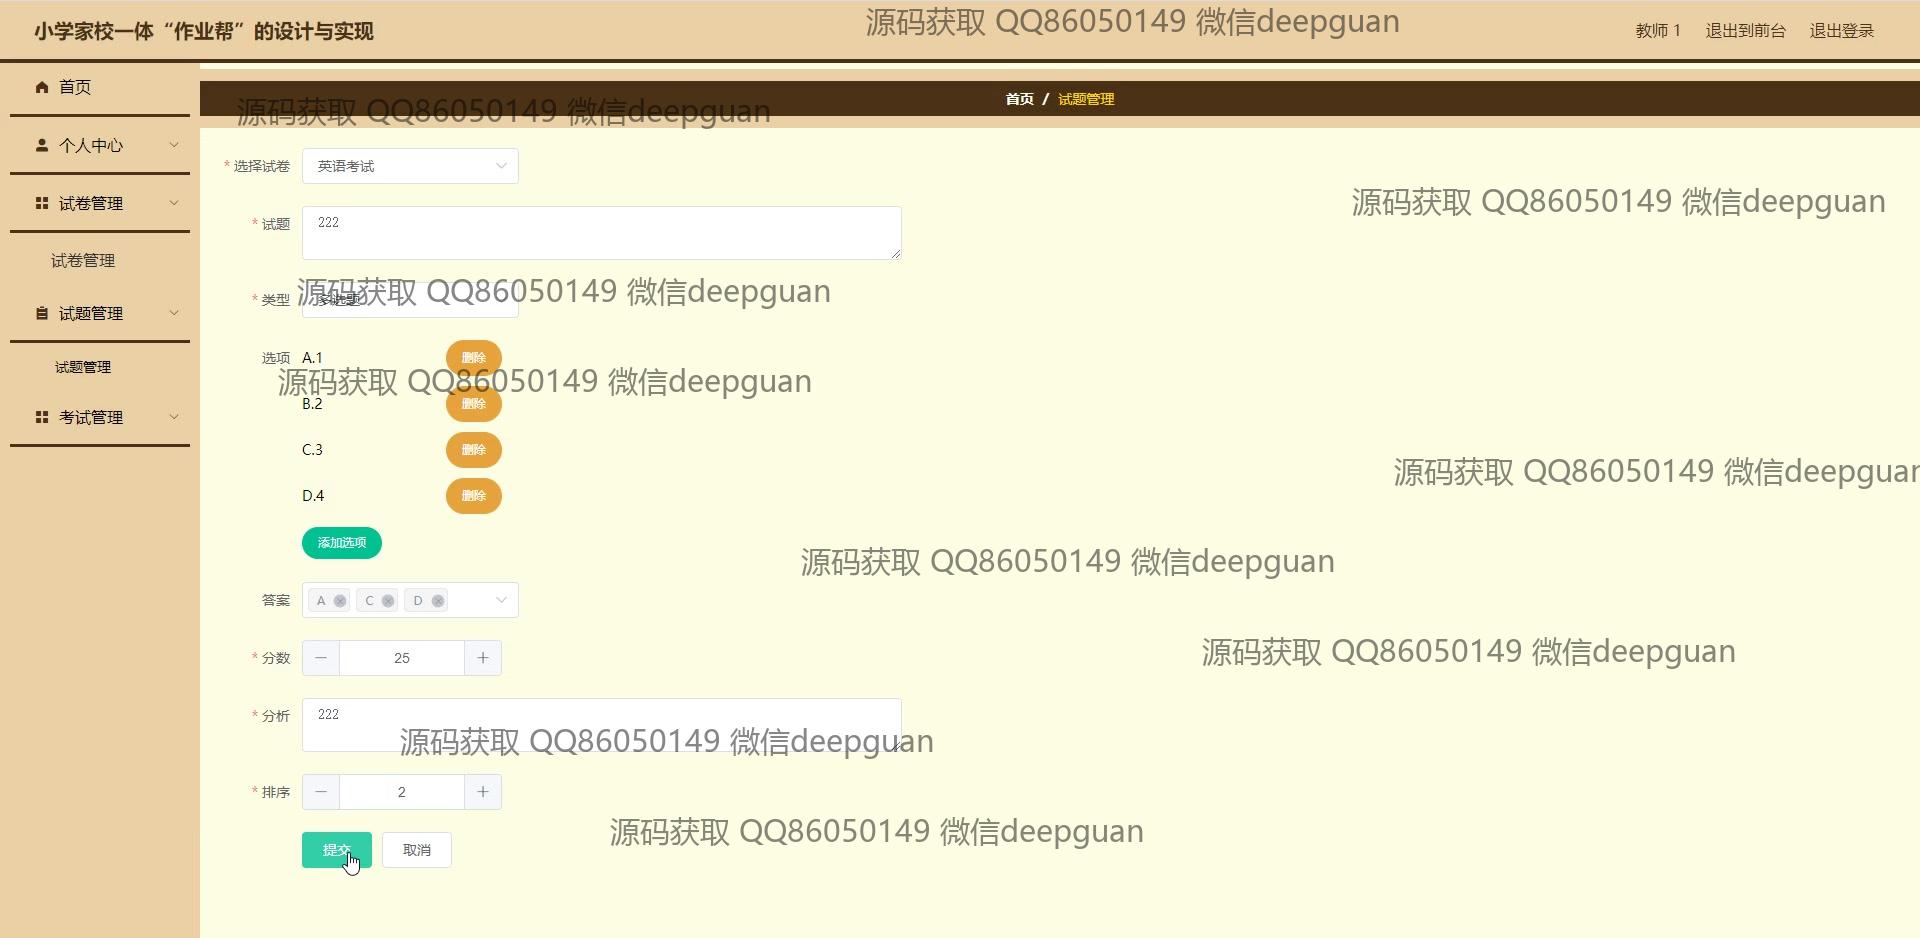 小学家校一体“作业帮”的设计与实现
源码获取 QQ86050149 微信deepguan
教师 1 退出到前台 退出登录
首页
首页 / 试题管理
源码获取 QQ86050149 微信deepguan
个人中心
* 选择试卷 英语考试
试卷管理
源码获取 QQ86050149 微信deepguan
* 试题 222
试卷管理
* 类型 多选题
源码获取 QQ86050149 微信deepguan
试题管理
选项 A.1 删除
试题管理
源码获取 QQ86050149 微信deepguan
B.2 删除
考试管理
C.3 删除
源码获取 QQ86050149 微信deepguan
D.4 删除
添加选项
源码获取 QQ86050149 微信deepguan
答案 A C D
* 分数 25
源码获取 QQ86050149 微信deepguan
* 分析 222
源码获取 QQ86050149 微信deepguan
* 排序 2
源码获取 QQ86050149 微信deepguan
提交 取消